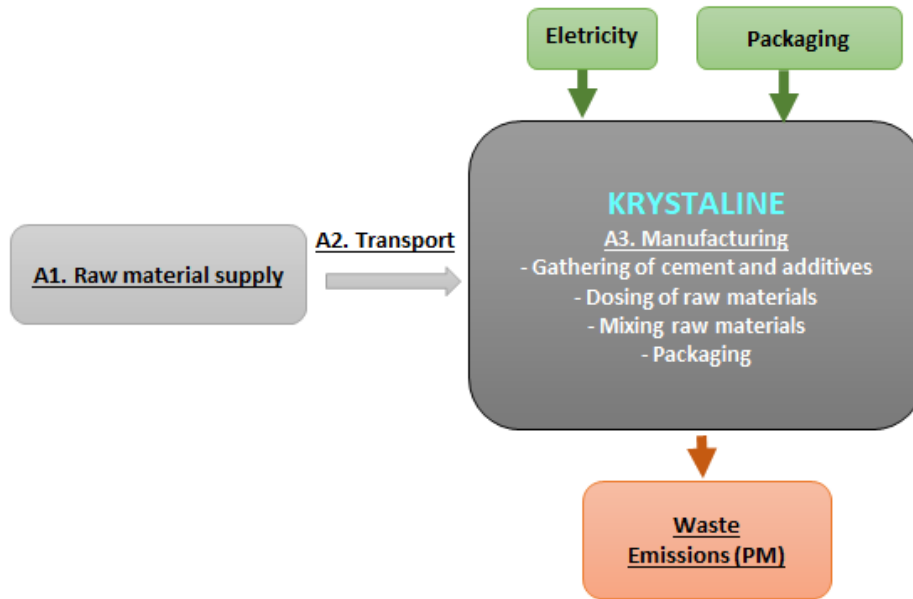 Eletricity
Packaging
KRYSTALINE
A3. Manufacturing
- Gathering of cement and additives
- Dosing of raw materials
- Mixing raw materials
- Packaging
A2. Transport
A1. Raw material supply
Waste
Emissions (PM)